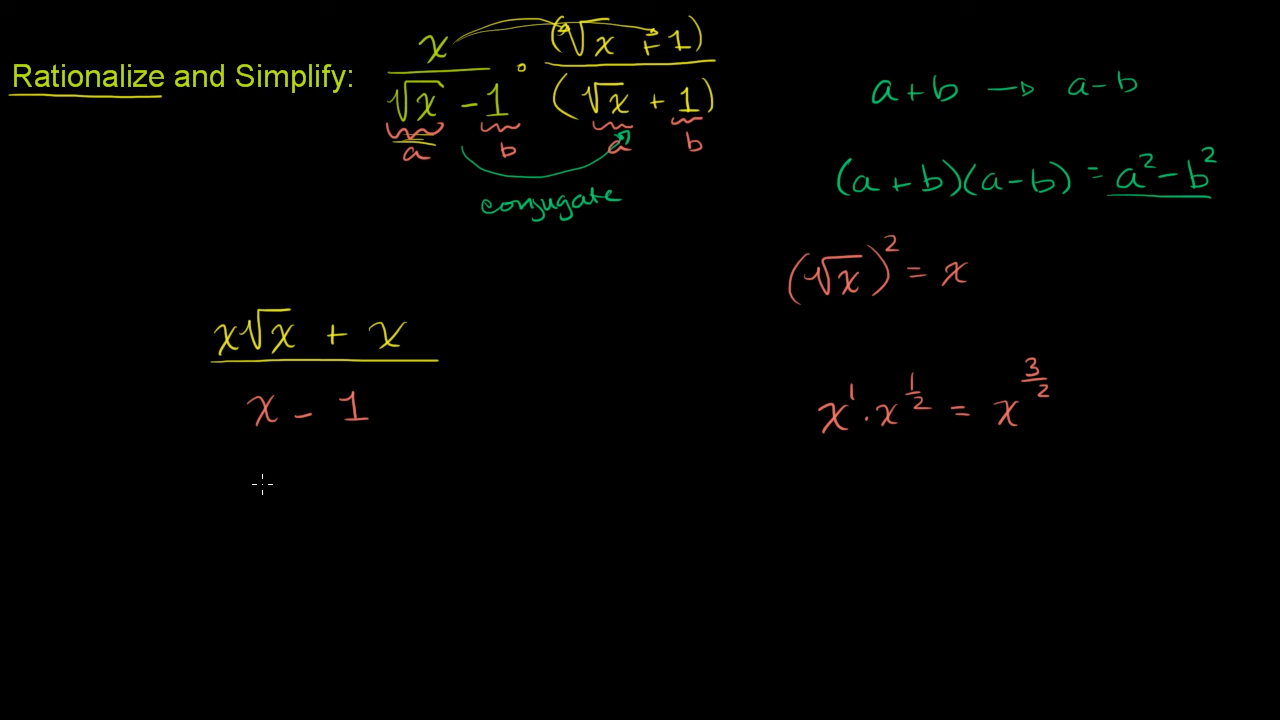 Rationalize and Simplify: x/(√x - 1) · (√x + 1)/(√x + 1)
a b a b
conjugate
a + b → a - b
(a + b)(a - b) = a² - b²
(√x)² = x
(x√x + x)/(x - 1)
x¹ · x^(1/2) = x^(3/2)